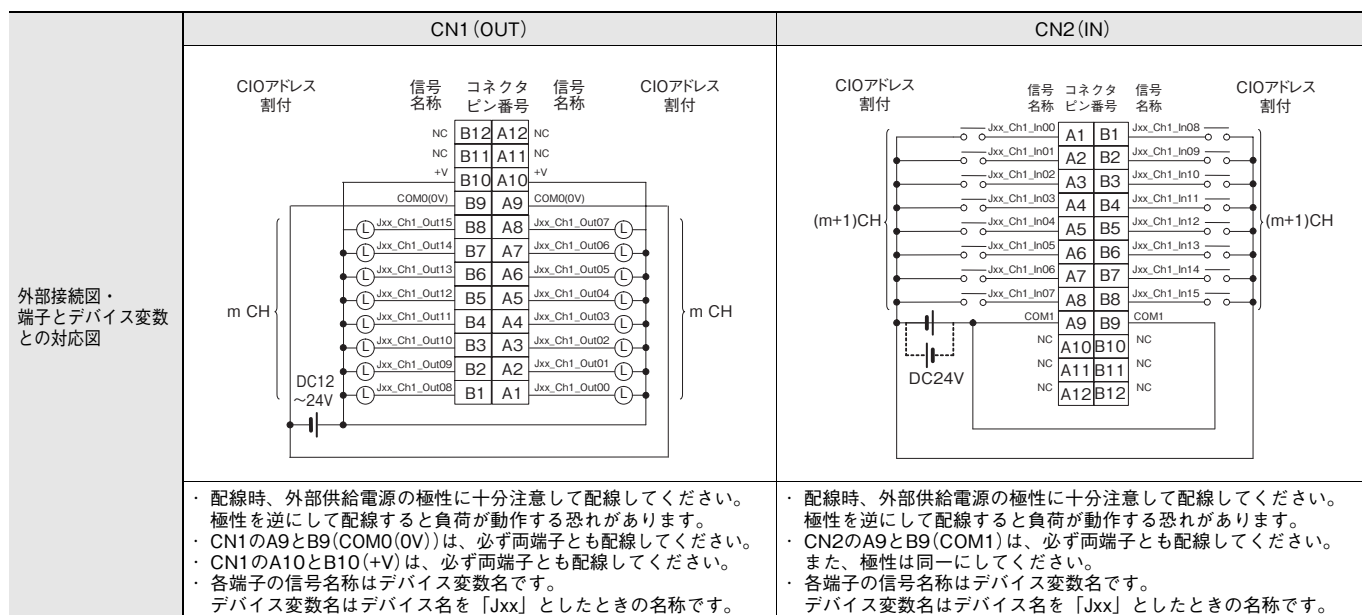 CN1(OUT)
CN2(IN)
外部接続図・
端子とデバイス変数
との対応図
CIOアドレス
割付
信号
名称
コネクタ
ピン番号
信号
名称
CIOアドレス
割付
NC B12 A12 NC
NC B11 A11 NC
+V B10 A10 +V
COM0(0V) B9 A9 COM0(0V)
L Jxx_Ch1_Out15 B8 A8 Jxx_Ch1_Out07 L
L Jxx_Ch1_Out14 B7 A7 Jxx_Ch1_Out06 L
L Jxx_Ch1_Out13 B6 A6 Jxx_Ch1_Out05 L
L Jxx_Ch1_Out12 B5 A5 Jxx_Ch1_Out04 L
L Jxx_Ch1_Out11 B4 A4 Jxx_Ch1_Out03 L
L Jxx_Ch1_Out10 B3 A3 Jxx_Ch1_Out02 L
L Jxx_Ch1_Out09 B2 A2 Jxx_Ch1_Out01 L
L Jxx_Ch1_Out08 B1 A1 Jxx_Ch1_Out00 L
m CH
m CH
DC12
~24V
CIOアドレス
割付
信号
名称
コネクタ
ピン番号
信号
名称
CIOアドレス
割付
Jxx_Ch1_In00 A1 B1 Jxx_Ch1_In08
Jxx_Ch1_In01 A2 B2 Jxx_Ch1_In09
Jxx_Ch1_In02 A3 B3 Jxx_Ch1_In10
Jxx_Ch1_In03 A4 B4 Jxx_Ch1_In11
Jxx_Ch1_In04 A5 B5 Jxx_Ch1_In12
Jxx_Ch1_In05 A6 B6 Jxx_Ch1_In13
Jxx_Ch1_In06 A7 B7 Jxx_Ch1_In14
Jxx_Ch1_In07 A8 B8 Jxx_Ch1_In15
COM1 A9 B9 COM1
NC A10 B10 NC
NC A11 B11 NC
NC A12 B12 NC
(m+1)CH
(m+1)CH
DC24V
・ 配線時、外部供給電源の極性に十分注意して配線してください。
極性を逆にして配線すると負荷が動作する恐れがあります。
・ CN1のA9とB9(COM0(0V))は、必ず両端子とも配線してください。
・ CN1のA10とB10(+V)は、必ず両端子とも配線してください。
・ 各端子の信号名称はデバイス変数名です。
デバイス変数名はデバイス名を「Jxx」としたときの名称です。
・ 配線時、外部供給電源の極性に十分注意して配線してください。
極性を逆にして配線すると負荷が動作する恐れがあります。
・ CN2のA9とB9(COM1)は、必ず両端子とも配線してください。
また、極性は同一にしてください。
・ 各端子の信号名称はデバイス変数名です。
デバイス変数名はデバイス名を「Jxx」としたときの名称です。